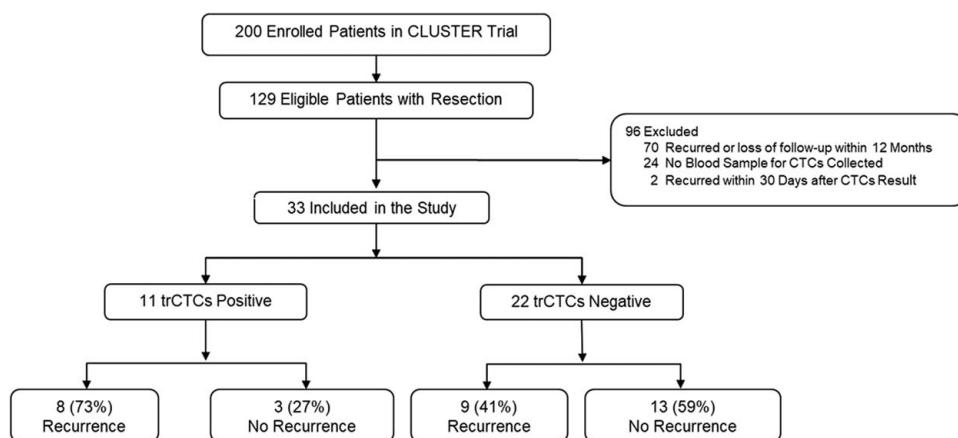 200 Enrolled Patients in CLUSTER Trial
129 Eligible Patients with Resection
96 Excluded
70 Recurred or loss of follow-up within 12 Months
24 No Blood Sample for CTCs Collected
2 Recurred within 30 Days after CTCs Result
33 Included in the Study
11 trCTCs Positive
22 trCTCs Negative
8 (73%)
Recurrence
3 (27%)
No Recurrence
9 (41%)
Recurrence
13 (59%)
No Recurrence